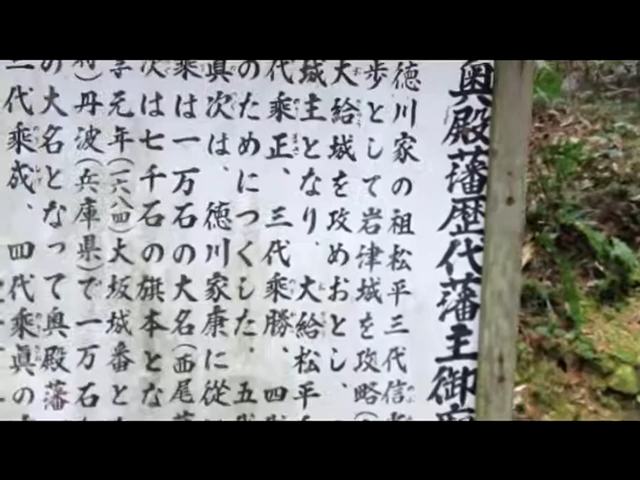 奥殿藩歴代藩主御
徳川家の祖松平三代信
歩として岩津城を攻略
大給城を攻めおとし、
城主となり、大給松平
代乗正、三代乗勝、四
のためにつくした。五
真次は、徳川家康に従
乗は一万石の大名(西尾
次は七千石の旗本とな
元年(一六八四)大坂城番と
丹波(兵庫県)で一万石
の大名となって奥殿藩
二代乗成、四代乗真の